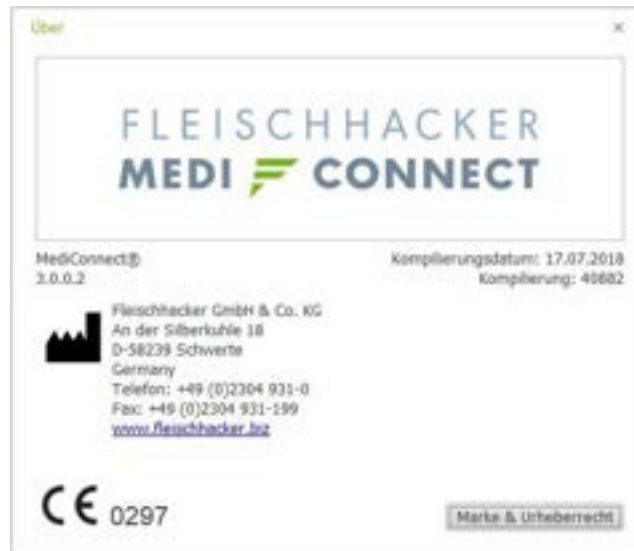 Über
FLEISCHHACKER
MEDI CONNECT
MediConnect®
3.0.0.2
Kompilierungsdatum: 17.07.2018
Kompilierung: 40882
Fleischhacker GmbH & Co. KG
An der Silberkuhle 18
D-58239 Schwerte
Germany
Telefon: +49 (0)2304 931-0
Fax: +49 (0)2304 931-199
www.fleischhacker.biz
CE 0297
Marke & Urheberrecht